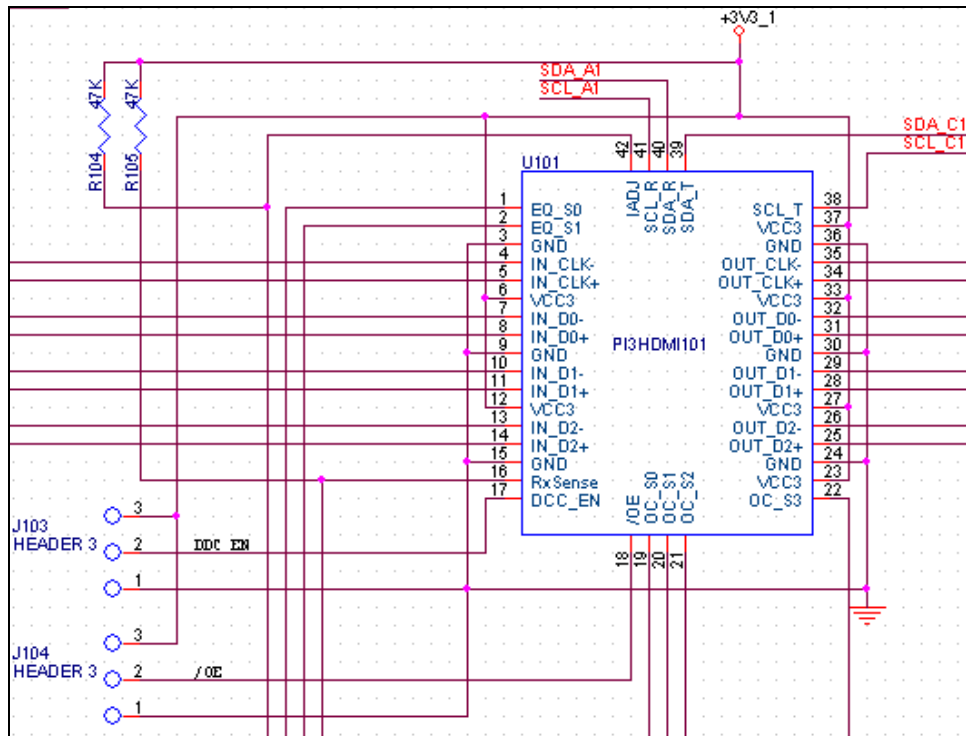 +3V3_1
SDA_A1
SCL_A1
SDA_C1
SCL_C1
47K
47K
R104
R105
42
41
40
39
U101
IADJ
SCL_R
SDA_R
SDA_T
1 EQ_S0
2 EQ_S1
3 GND
4 IN_CLK-
5 IN_CLK+
6 VCC3
7 IN_D0-
8 IN_D0+
9 GND
10 IN_D1-
11 IN_D1+
12 VCC3
13 IN_D2-
14 IN_D2+
15 GND
16 RxSense
17 DCC_EN
PI3HDMI101
SCL_T 38
VCC3 37
GND 36
OUT_CLK- 35
OUT_CLK+ 34
VCC3 33
OUT_D0- 32
OUT_D0+ 31
GND 30
OUT_D1- 29
OUT_D1+ 28
VCC3 27
OUT_D2- 26
OUT_D2+ 25
GND 24
VCC3 23
OC_S3 22
/OE
OC_S0
OC_S1
OC_S2
18
19
20
21
J103
HEADER 3
3
2 DDC_EN
1
J104
HEADER 3
3
2 /OE
1